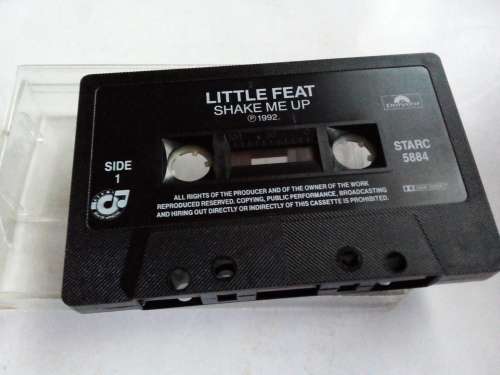 LITTLE FEAT
SHAKE ME UP
℗ 1992.
Polydor
STARC
5884
SIDE
1
ALL RIGHTS OF THE PRODUCER AND OF THE OWNER OF THE WORK
REPRODUCED RESERVED. COPYING, PUBLIC PERFORMANCE, BROADCASTING
AND HIRING OUT DIRECTLY OR INDIRECTLY OF THIS CASSETTE IS PROHIBITED.